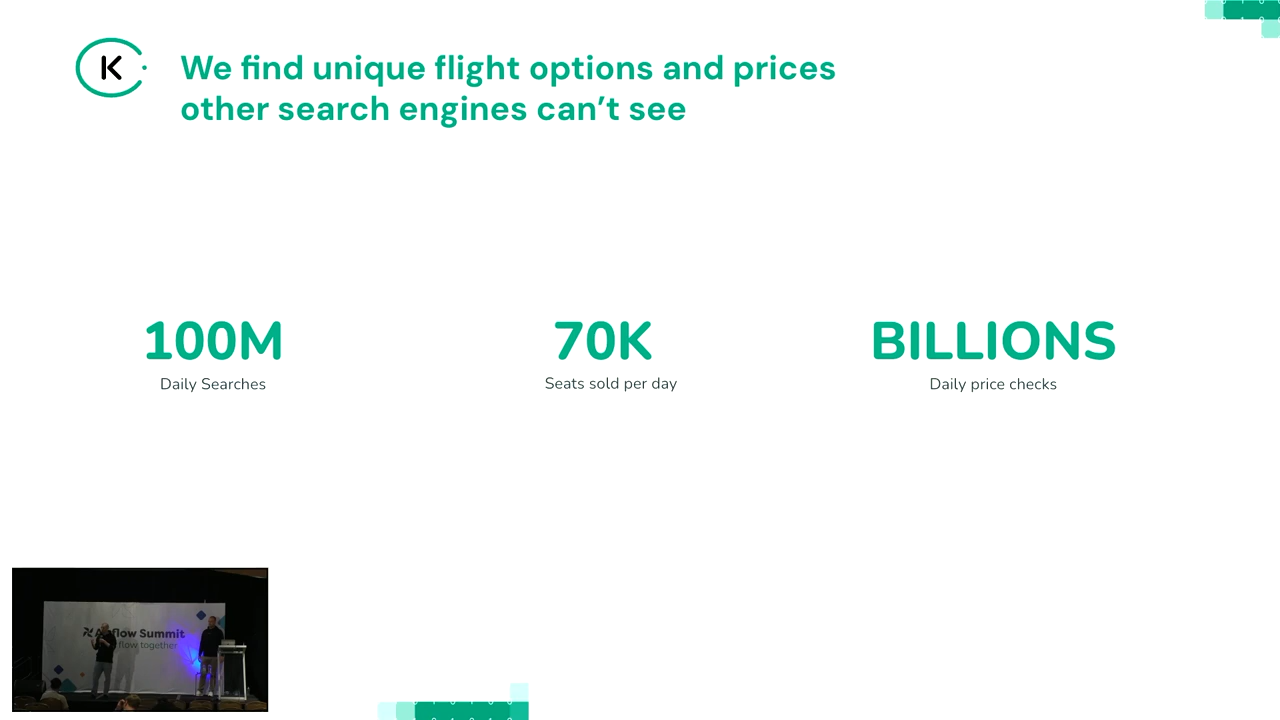 K
We find unique flight options and prices
other search engines can’t see
100M
Daily Searches
70K
Seats sold per day
BILLIONS
Daily price checks
Summit
flow together